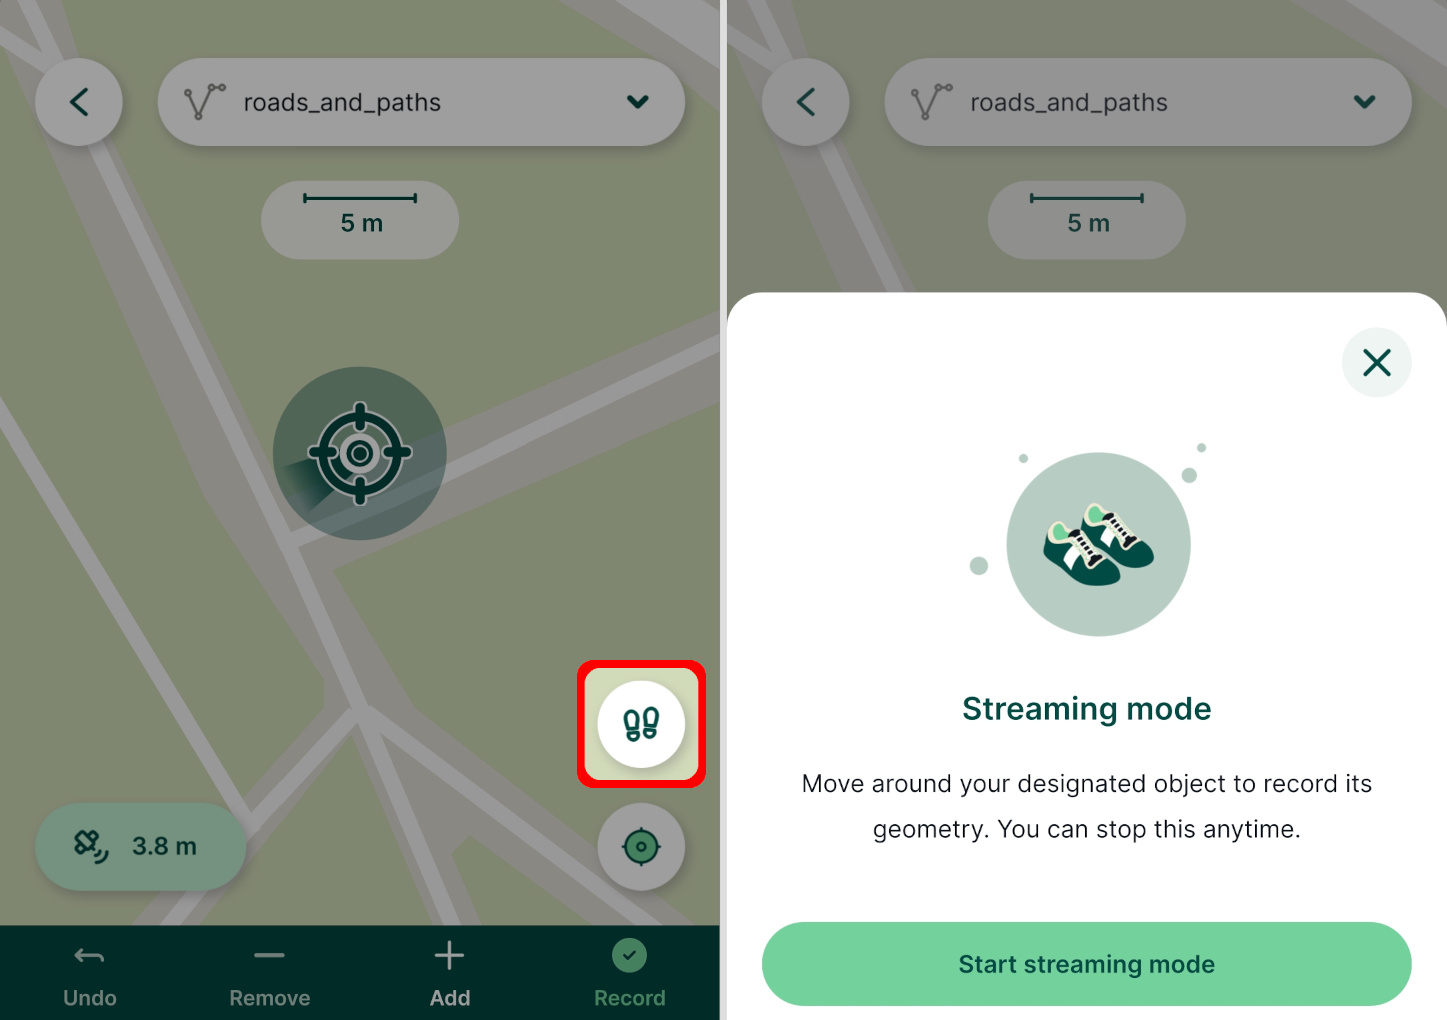 roads_and_paths
5 m
3.8 m
Undo
Remove
Add
Record
roads_and_paths
5 m
Streaming mode
Move around your designated object to record its
geometry. You can stop this anytime.
Start streaming mode